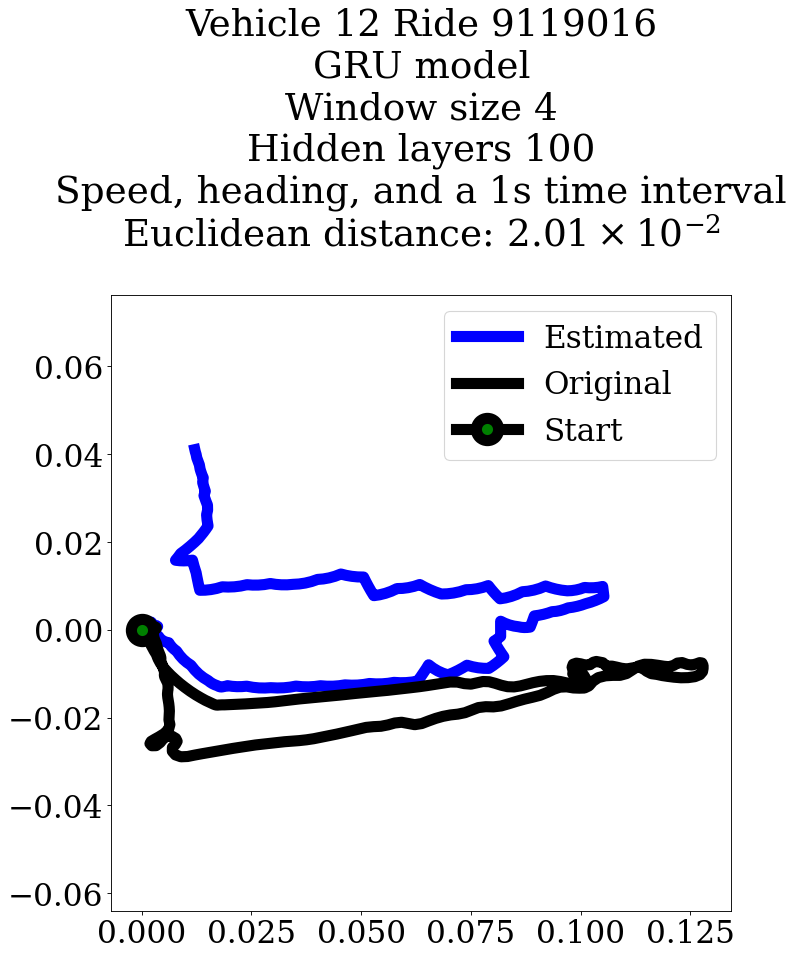 Vehicle 12 Ride 9119016
GRU model
Window size 4
Hidden layers 100
Speed, heading, and a 1s time interval
Euclidean distance: 2.01 × 10⁻²
Estimated
Original
Start
0.06
0.04
0.02
0.00
−0.02
−0.04
−0.06
0.000 0.025 0.050 0.075 0.100 0.125